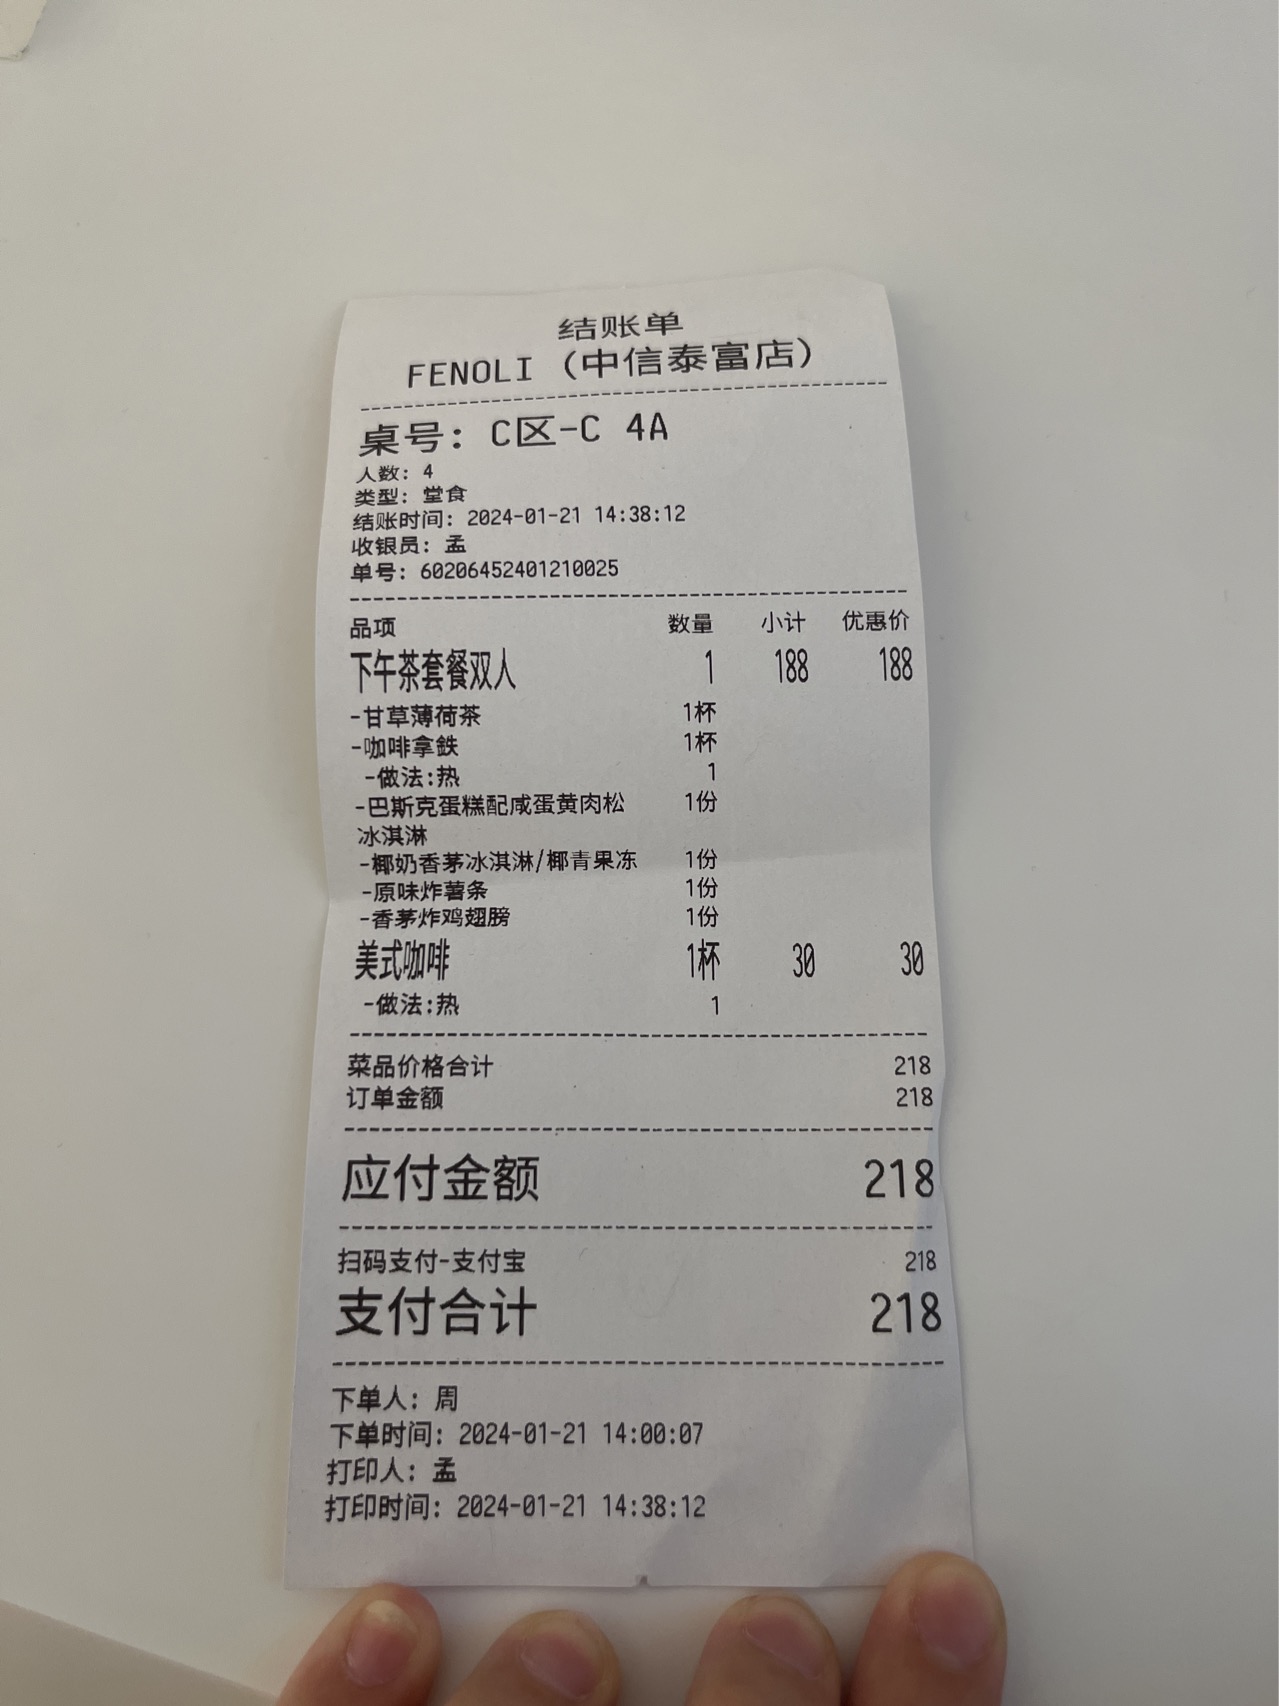 结账单
FENOLI (中信泰富店)
桌号: C区-C 4A
人数: 4
类型: 堂食
结账时间: 2024-01-21 14:38:12
收银员: 孟
单号: 60206452401210025
品项 数量 小计 优惠价
下午茶套餐双人 1 188 188
-甘草薄荷茶 1杯
-咖啡拿鉄 1杯
-做法:热 1
-巴斯克蛋糕配咸蛋黄肉松 1份
冰淇淋
-椰奶香茅冰淇淋/椰青果冻 1份
-原味炸薯条 1份
-香茅炸鸡翅膀 1份
美式咖啡 1杯 30 30
-做法:热 1
菜品价格合计 218
订单金额 218
应付金额 218
扫码支付-支付宝 218
支付合计 218
下单人: 周
下单时间: 2024-01-21 14:00:07
打印人: 孟
打印时间: 2024-01-21 14:38:12